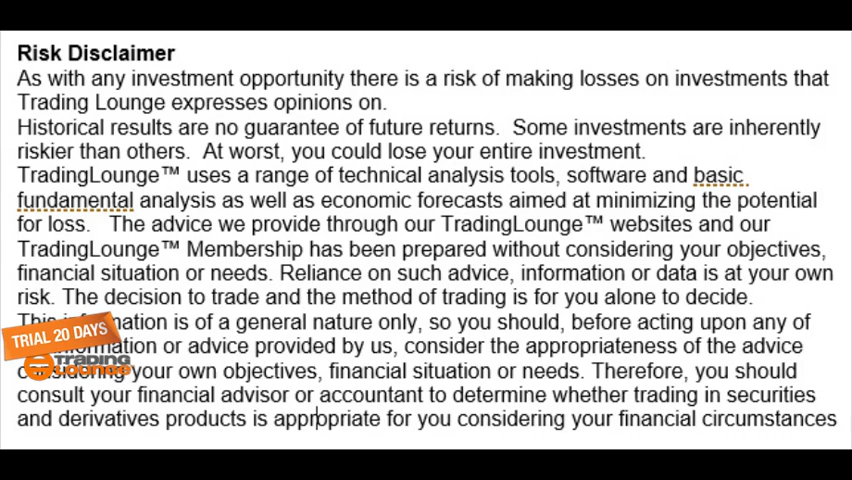 Risk Disclaimer
As with any investment opportunity there is a risk of making losses on investments that
Trading Lounge expresses opinions on.
Historical results are no guarantee of future returns.  Some investments are inherently
riskier than others.  At worst, you could lose your entire investment.
TradingLounge™ uses a range of technical analysis tools, software and basic
fundamental analysis as well as economic forecasts aimed at minimizing the potential
for loss.   The advice we provide through our TradingLounge™ websites and our
TradingLounge™ Membership has been prepared without considering your objectives,
financial situation or needs. Reliance on such advice, information or data is at your own
risk. The decision to trade and the method of trading is for you alone to decide.
This information is of a general nature only, so you should, before acting upon any of
information or advice provided by us, consider the appropriateness of the advice
considering your own objectives, financial situation or needs. Therefore, you should
consult your financial advisor or accountant to determine whether trading in securities
and derivatives products is appropriate for you considering your financial circumstances
TRIAL 20 DAYS
Trading
Lounge